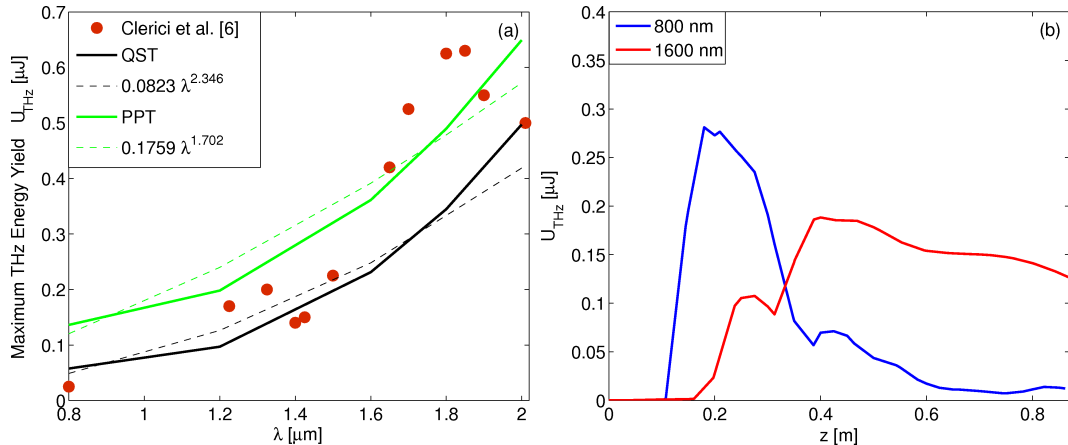 (a)
Clerici et al. [6]
QST
0.0823 λ^2.346
PPT
0.1759 λ^1.702
Maximum THz Energy Yield U_THz [μJ]
0.7
0.6
0.5
0.4
0.3
0.2
0.1
0
0.8 1 1.2 1.4 1.6 1.8 2
λ [μm]
(b)
800 nm
1600 nm
U_THz [μJ]
0.4
0.35
0.3
0.25
0.2
0.15
0.1
0.05
0
0 0.2 0.4 0.6 0.8
z [m]